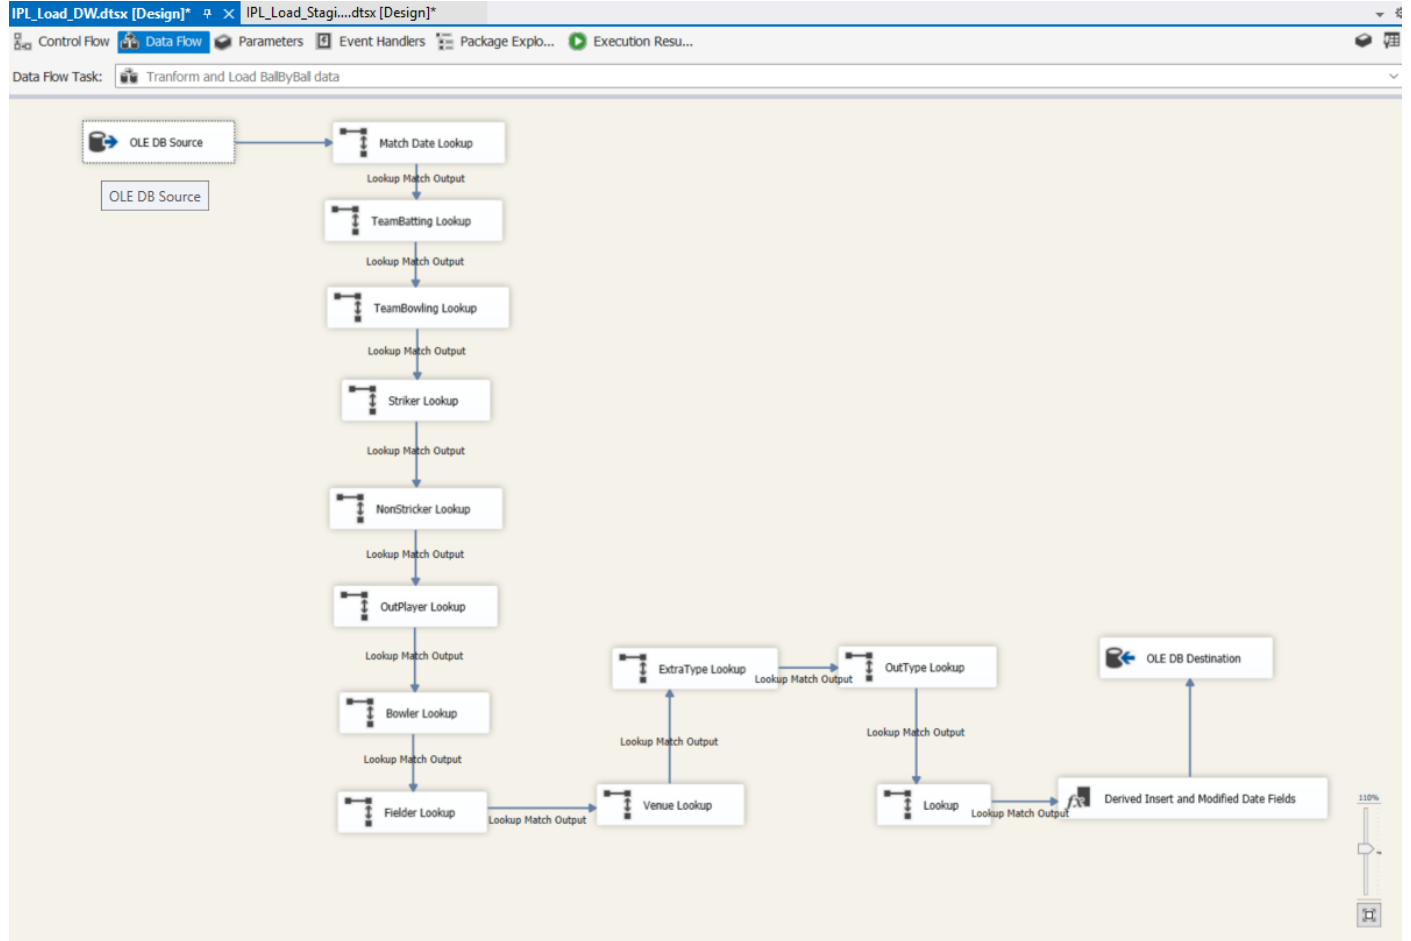 IPL_Load_DW.dtsx [Design]* IPL_Load_Stagi....dtsx [Design]*
Control Flow Data Flow Parameters Event Handlers Package Explo... Execution Resu...
Data Flow Task: Tranform and Load BallByBal data
OLE DB Source
OLE DB Source
Match Date Lookup
Lookup Match Output
TeamBatting Lookup
Lookup Match Output
TeamBowling Lookup
Lookup Match Output
Striker Lookup
Lookup Match Output
NonStricker Lookup
Lookup Match Output
OutPlayer Lookup
Lookup Match Output
Bowler Lookup
Lookup Match Output
Fielder Lookup
Lookup Match Output
Venue Lookup
Lookup Match Output
ExtraType Lookup
Lookup Match Output
OutType Lookup
Lookup Match Output
Lookup
Lookup Match Output
Derived Insert and Modified Date Fields
OLE DB Destination
110%